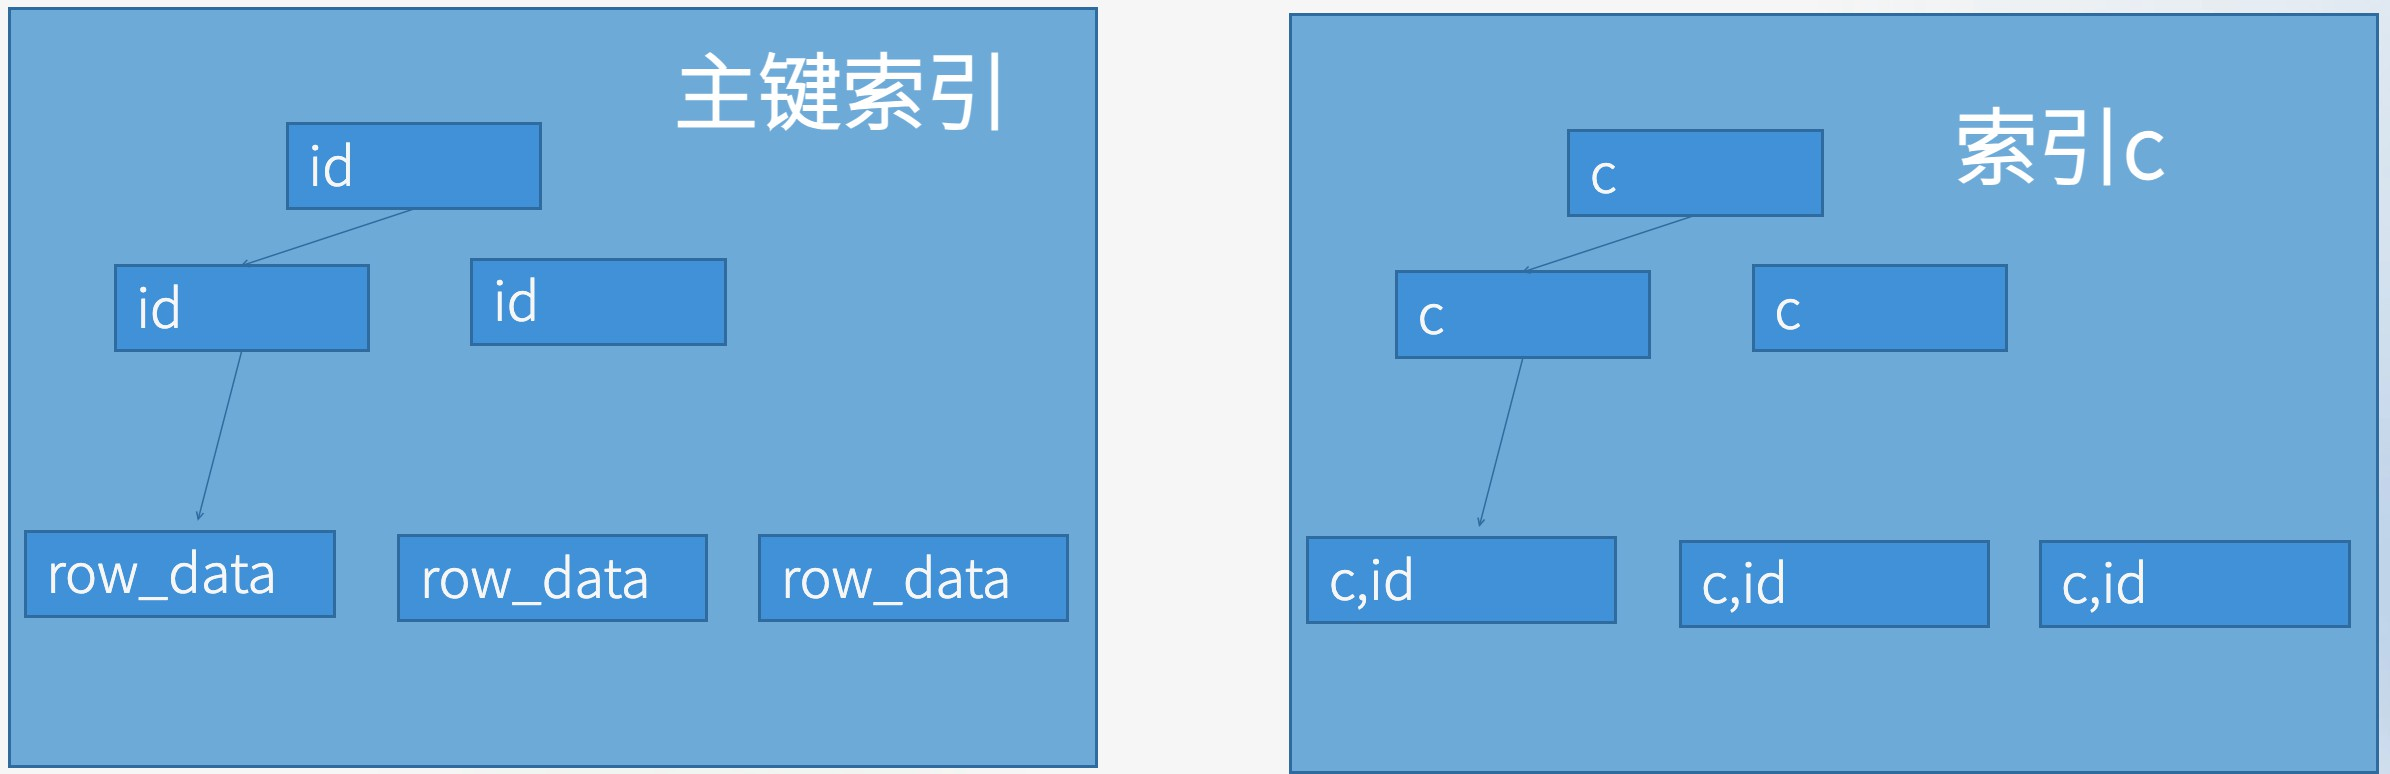 主键索引
id
id
id
row_data
row_data
row_data
索引c
c
c
c
c,id
c,id
c,id